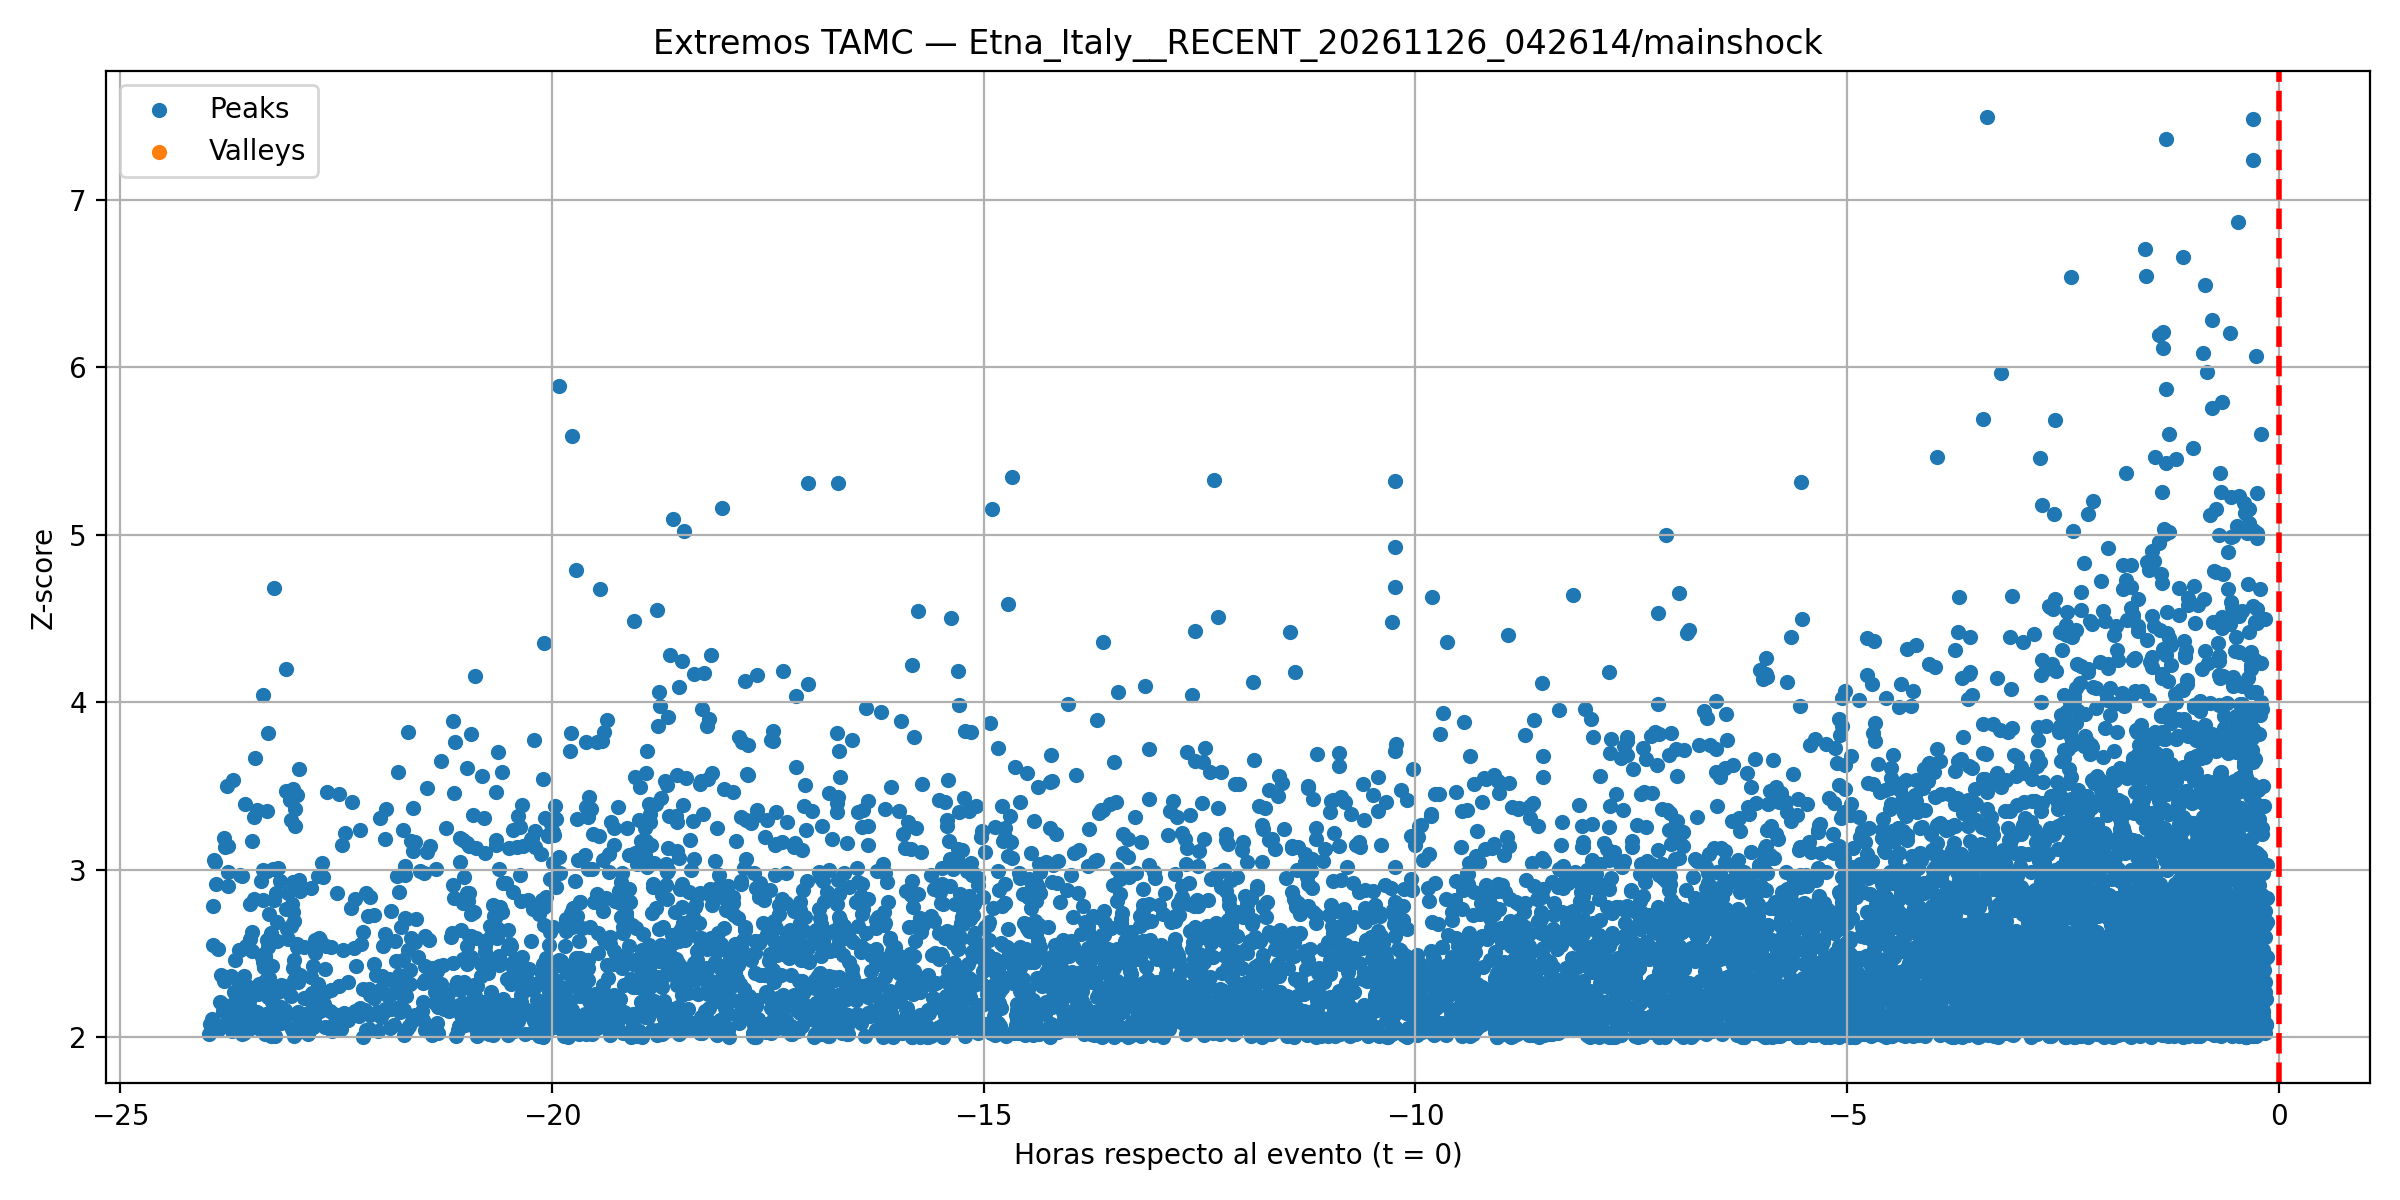 Extremos TAMC — Etna_Italy__RECENT_20261126_042614/mainshock
Peaks
Valleys
Z-score
7
6
5
4
3
2
−25
−20
−15
−10
−5
0
Horas respecto al evento (t = 0)